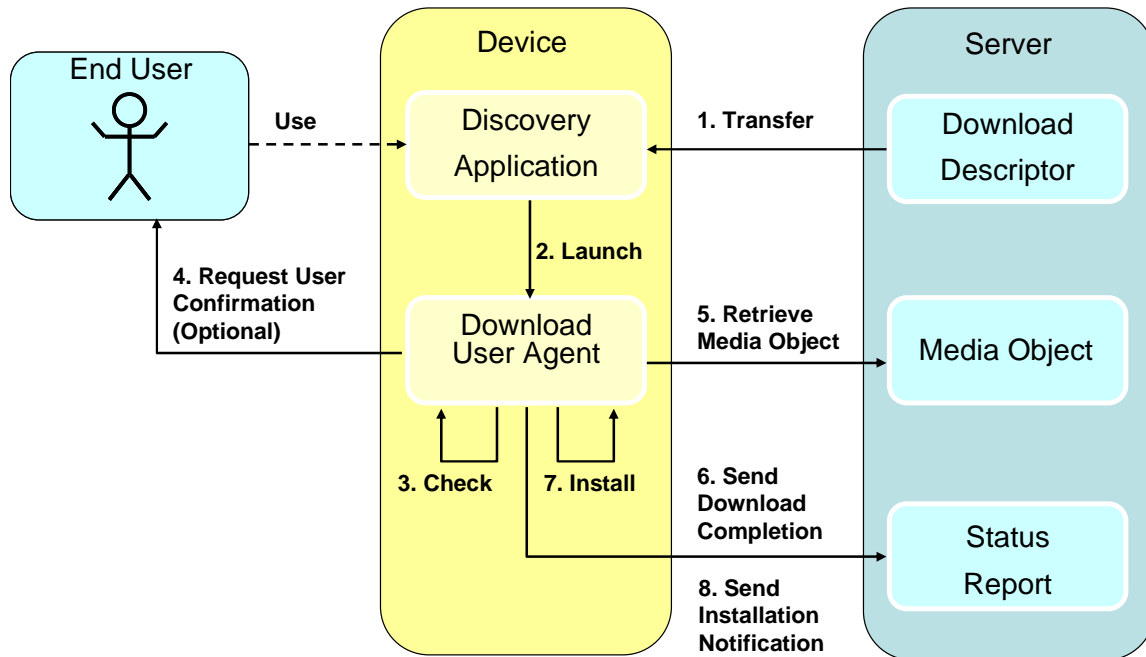 Device
Server
End User
Use
Discovery
Application
1. Transfer
Download
Descriptor
2. Launch
4. Request User
Confirmation
(Optional)
Download
User Agent
5. Retrieve
Media Object
Media Object
3. Check
7. Install
6. Send
Download
Completion
Status
Report
8. Send
Installation
Notification